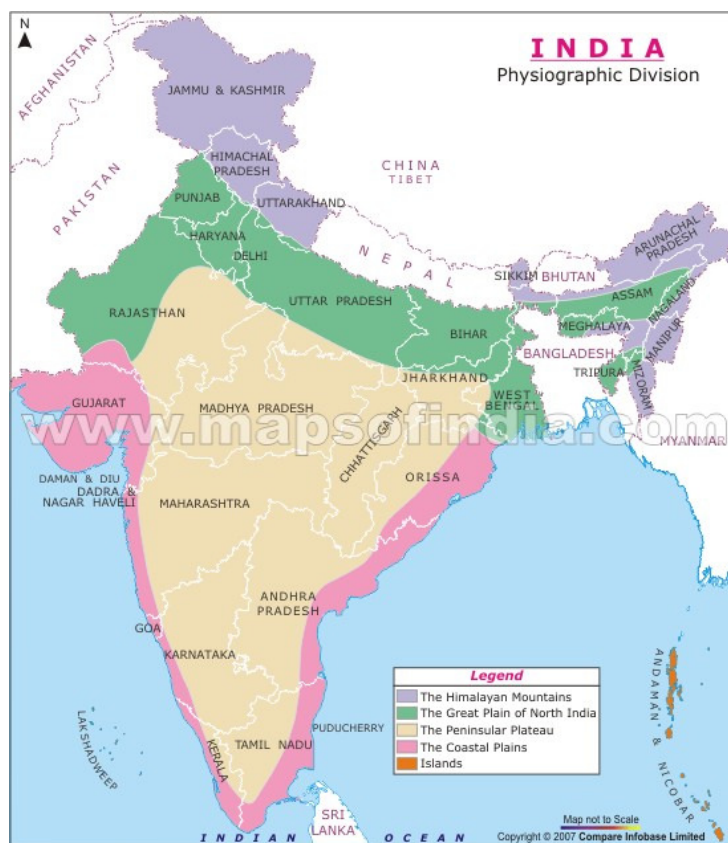 N
INDIA
Physiographic Division
AFGHANISTAN
JAMMU & KASHMIR
HIMACHAL
PRADESH
CHINA
TIBET
PAKISTAN
PUNJAB
UTTARAKHAND
HARYANA
DELHI
NEPAL
ARUNACHAL
PRADESH
SIKKIM
BHUTAN
ASSAM
NAGALAND
RAJASTHAN
UTTAR PRADESH
BIHAR
MEGHALAYA
MANIPUR
BANGLADESH
TRIPURA
MIZORAM
JHARKHAND
WEST
BENGAL
GUJARAT
MADHYA PRADESH
CHHATTISGARH
www.mapsofindia.com
MYANMAR
ORISSA
DAMAN & DIU
DADRA &
NAGAR HAVELI
MAHARASHTRA
ANDHRA
PRADESH
GOA
KARNATAKA
LAKSHADWEEP
PUDUCHERRY
KERALA
TAMIL NADU
ANDAMAN & NICOBAR
Legend
The Himalayan Mountains
The Great Plain of North India
The Peninsular Plateau
The Coastal Plains
Islands
SRI
LANKA
INDIAN OCEAN
Map not to Scale
Copyright © 2007 Compare Infobase Limited